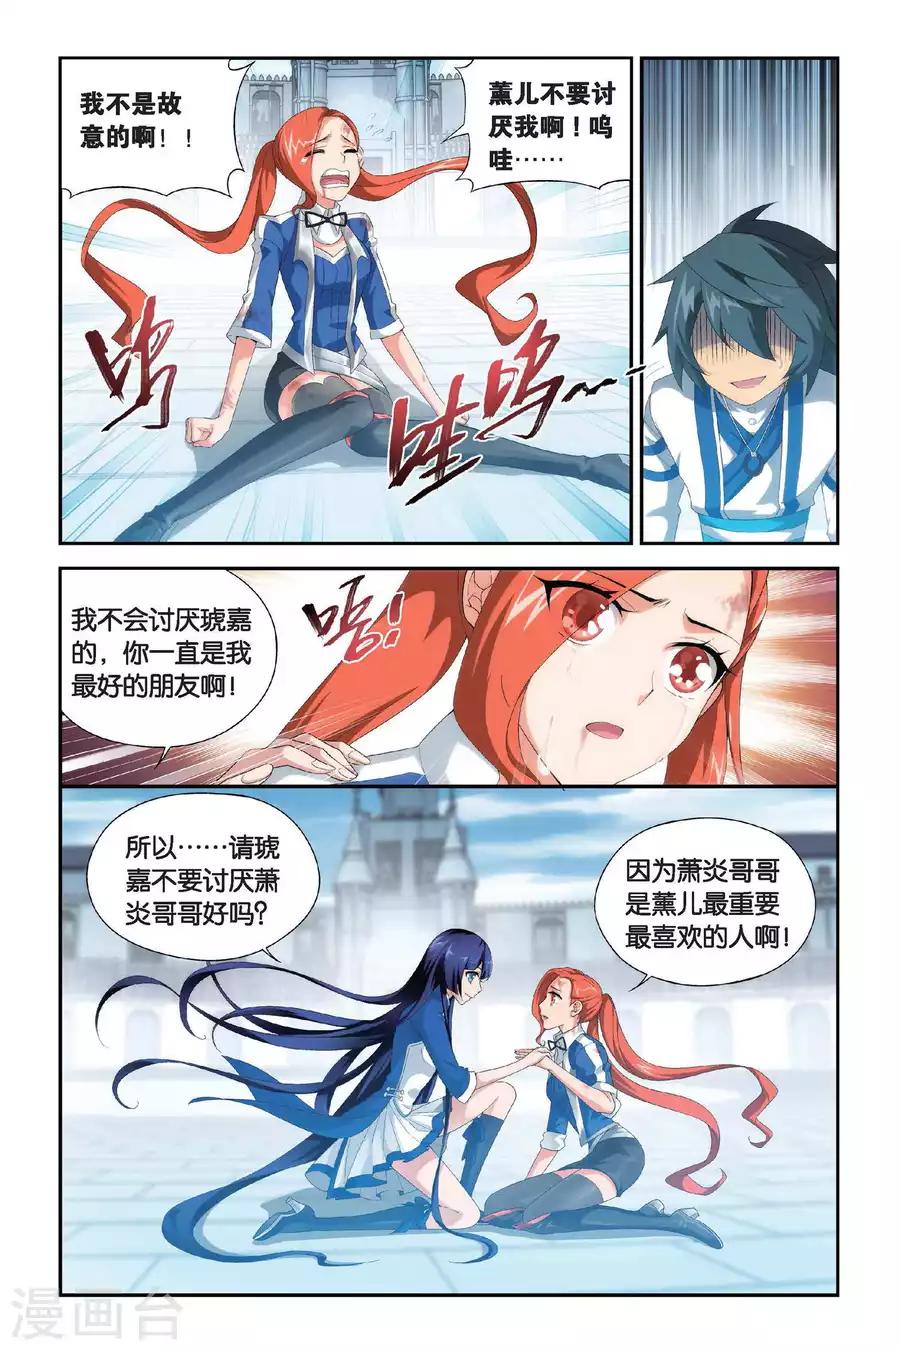 我不是故
意的啊！！
薰儿不要讨
厌我啊！呜
哇……
呜
哇
呜～
我不会讨厌琥嘉
的，你一直是我
最好的朋友啊！
呜！
所以……请琥
嘉不要讨厌萧
炎哥哥好吗？
因为萧炎哥哥
是薰儿最重要
最喜欢的人啊！
漫画台